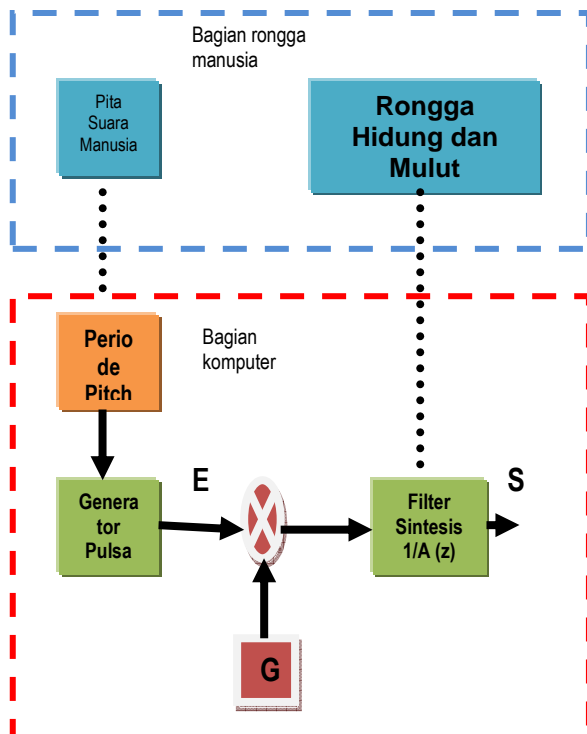 Bagian rongga
manusia
Pita
Suara
Manusia
Rongga
Hidung dan
Mulut
Perio
de
Pitch
Bagian
komputer
Genera
tor
Pulsa
E
Filter
Sintesis
1/A (z)
S
G